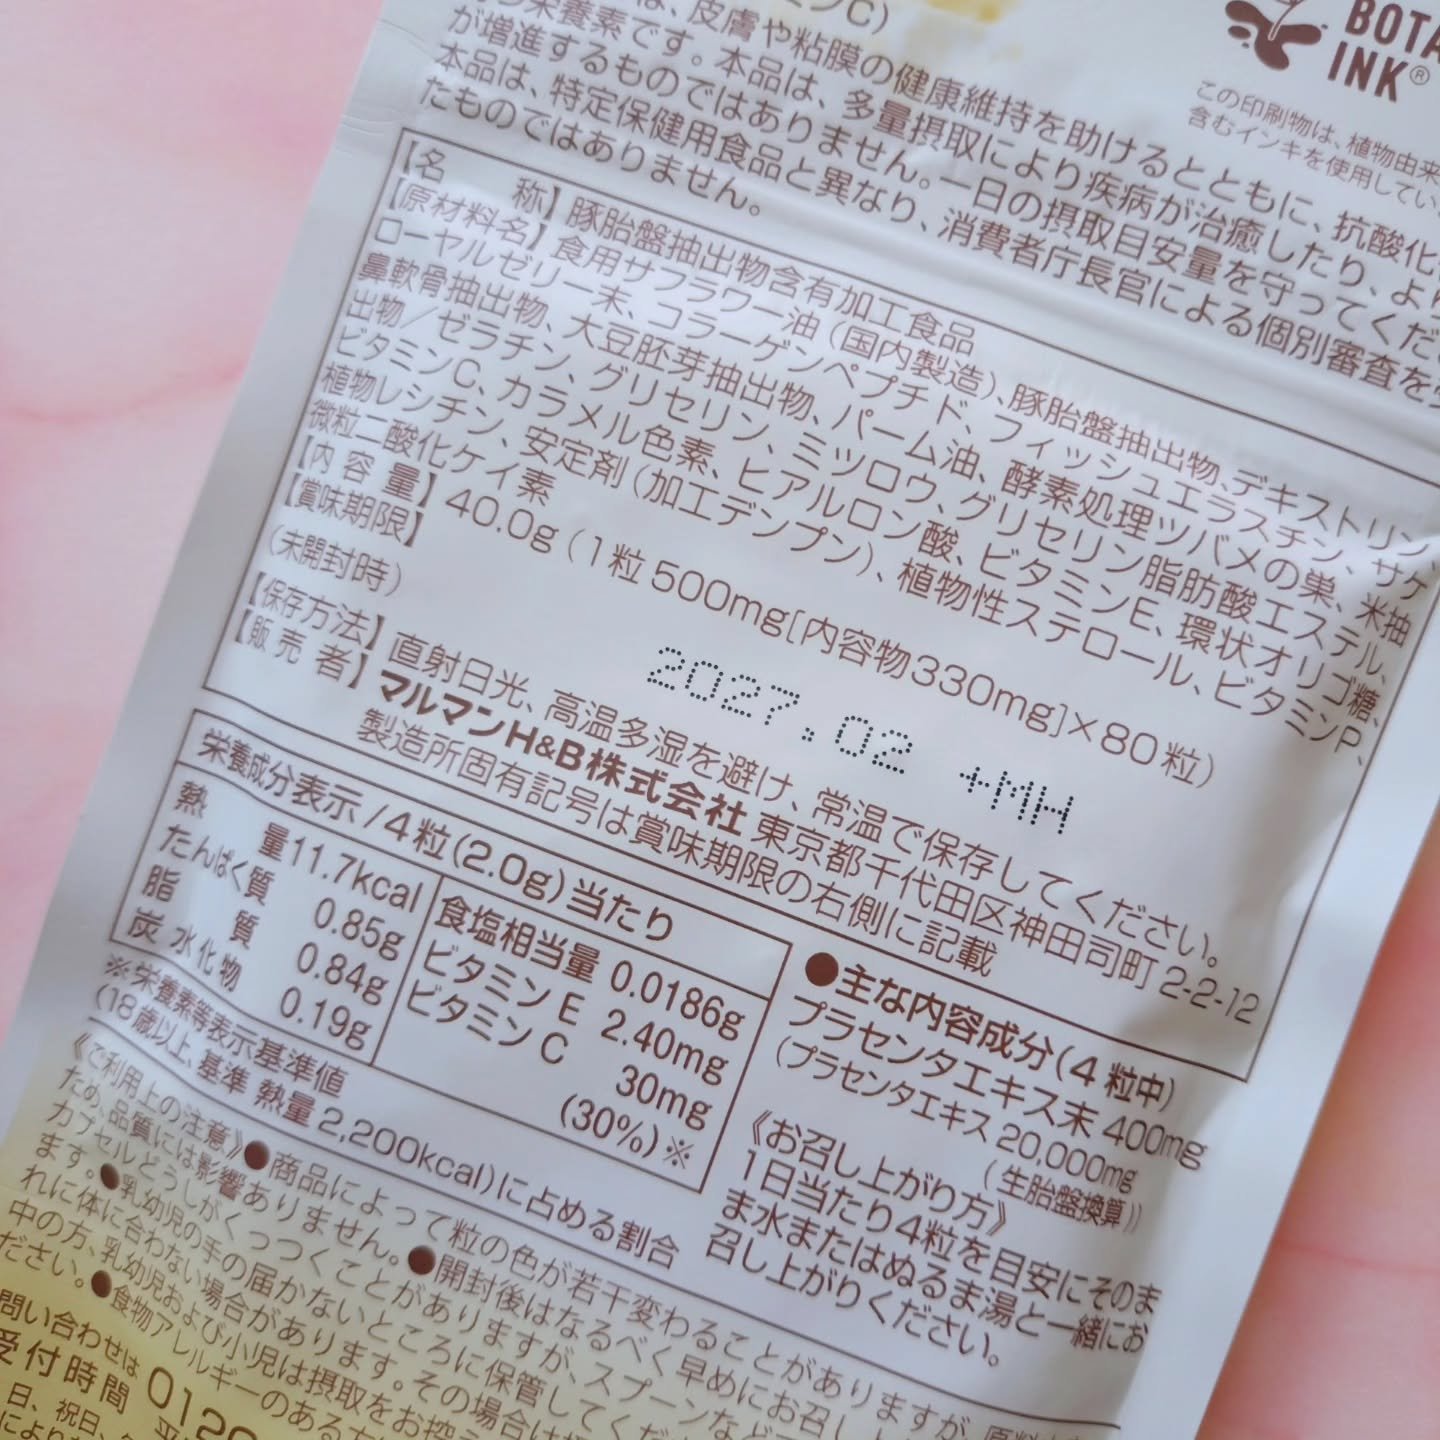 ンC)
は、皮膚や粘膜の健康維持を助けるとともに、抗酸化
栄養素です。本品は、多量摂取により疾病が治癒したり、より
が増進するものではありません。一日の摂取目安量を守ってくだ
本品は、特定保健用食品と異なり、消費者庁長官による個別審査を
たものではありません。
BOTA
INK®
この印刷物は、植物由来
含むインキを使用してい
【名 称】豚胎盤抽出物含有加工食品
【原材料名】食用サフラワー油(国内製造)、豚胎盤抽出物、デキストリン、
ローヤルゼリー末、コラーゲンペプチド、フィッシュエラスチン、サケ
鼻軟骨抽出物、大豆胚芽抽出物、パーム油、酵素処理ツバメの巣、米抽
出物/ゼラチン、グリセリン、ミツロウ、グリセリン脂肪酸エステル、
ビタミンC、カラメル色素、ヒアルロン酸、ビタミンE、環状オリゴ糖、
植物レシチン、安定剤(加工デンプン)、植物性ステロール、ビタミンP、
微粒二酸化ケイ素
【内容量】40.0g(1粒500mg[内容物330mg]×80粒)
【賞味期限】
(未開封時)
2027.02 +MH
【保存方法】直射日光、高温多湿を避け、常温で保存してください。
【販売者】マルマンH&B株式会社 東京都千代田区神田司町2-2-12
製造所固有記号は賞味期限の右側に記載
栄養成分表示/4粒(2.0g)当たり
熱量 11.7kcal
たんぱく質 0.85g
脂質 0.84g
炭水化物 0.19g
食塩相当量 0.0186g
ビタミンE 2.40mg
ビタミンC 30mg
(30%)※
※栄養素等表示基準値
(18歳以上、基準熱量2,200kcal)に占める割合
●主な内容成分(4粒中)
プラセンタエキス末 400mg
(プラセンタエキス 20,000mg
(生胎盤換算))
《お召し上がり方》
1日当たり4粒を目安にそのま
ま水またはぬるま湯と一緒にお
召し上がりください。
《ご利用上の注意》●商品によって粒の色が若干変わることがありますが、原料
ため、品質には影響ありません。●開封後はなるべく早めにお召し
カプセルどうしがくっつくことがありますが、スプーンなど
ます。●乳幼児の手の届かないところに保管してく
れに体に合わない場合があります。その場合は
中の方、乳幼児および小児は摂取をお控
ださい。●食物アレルギーのある方
問い合わせは
受付時間 0120
日、祝日、
により